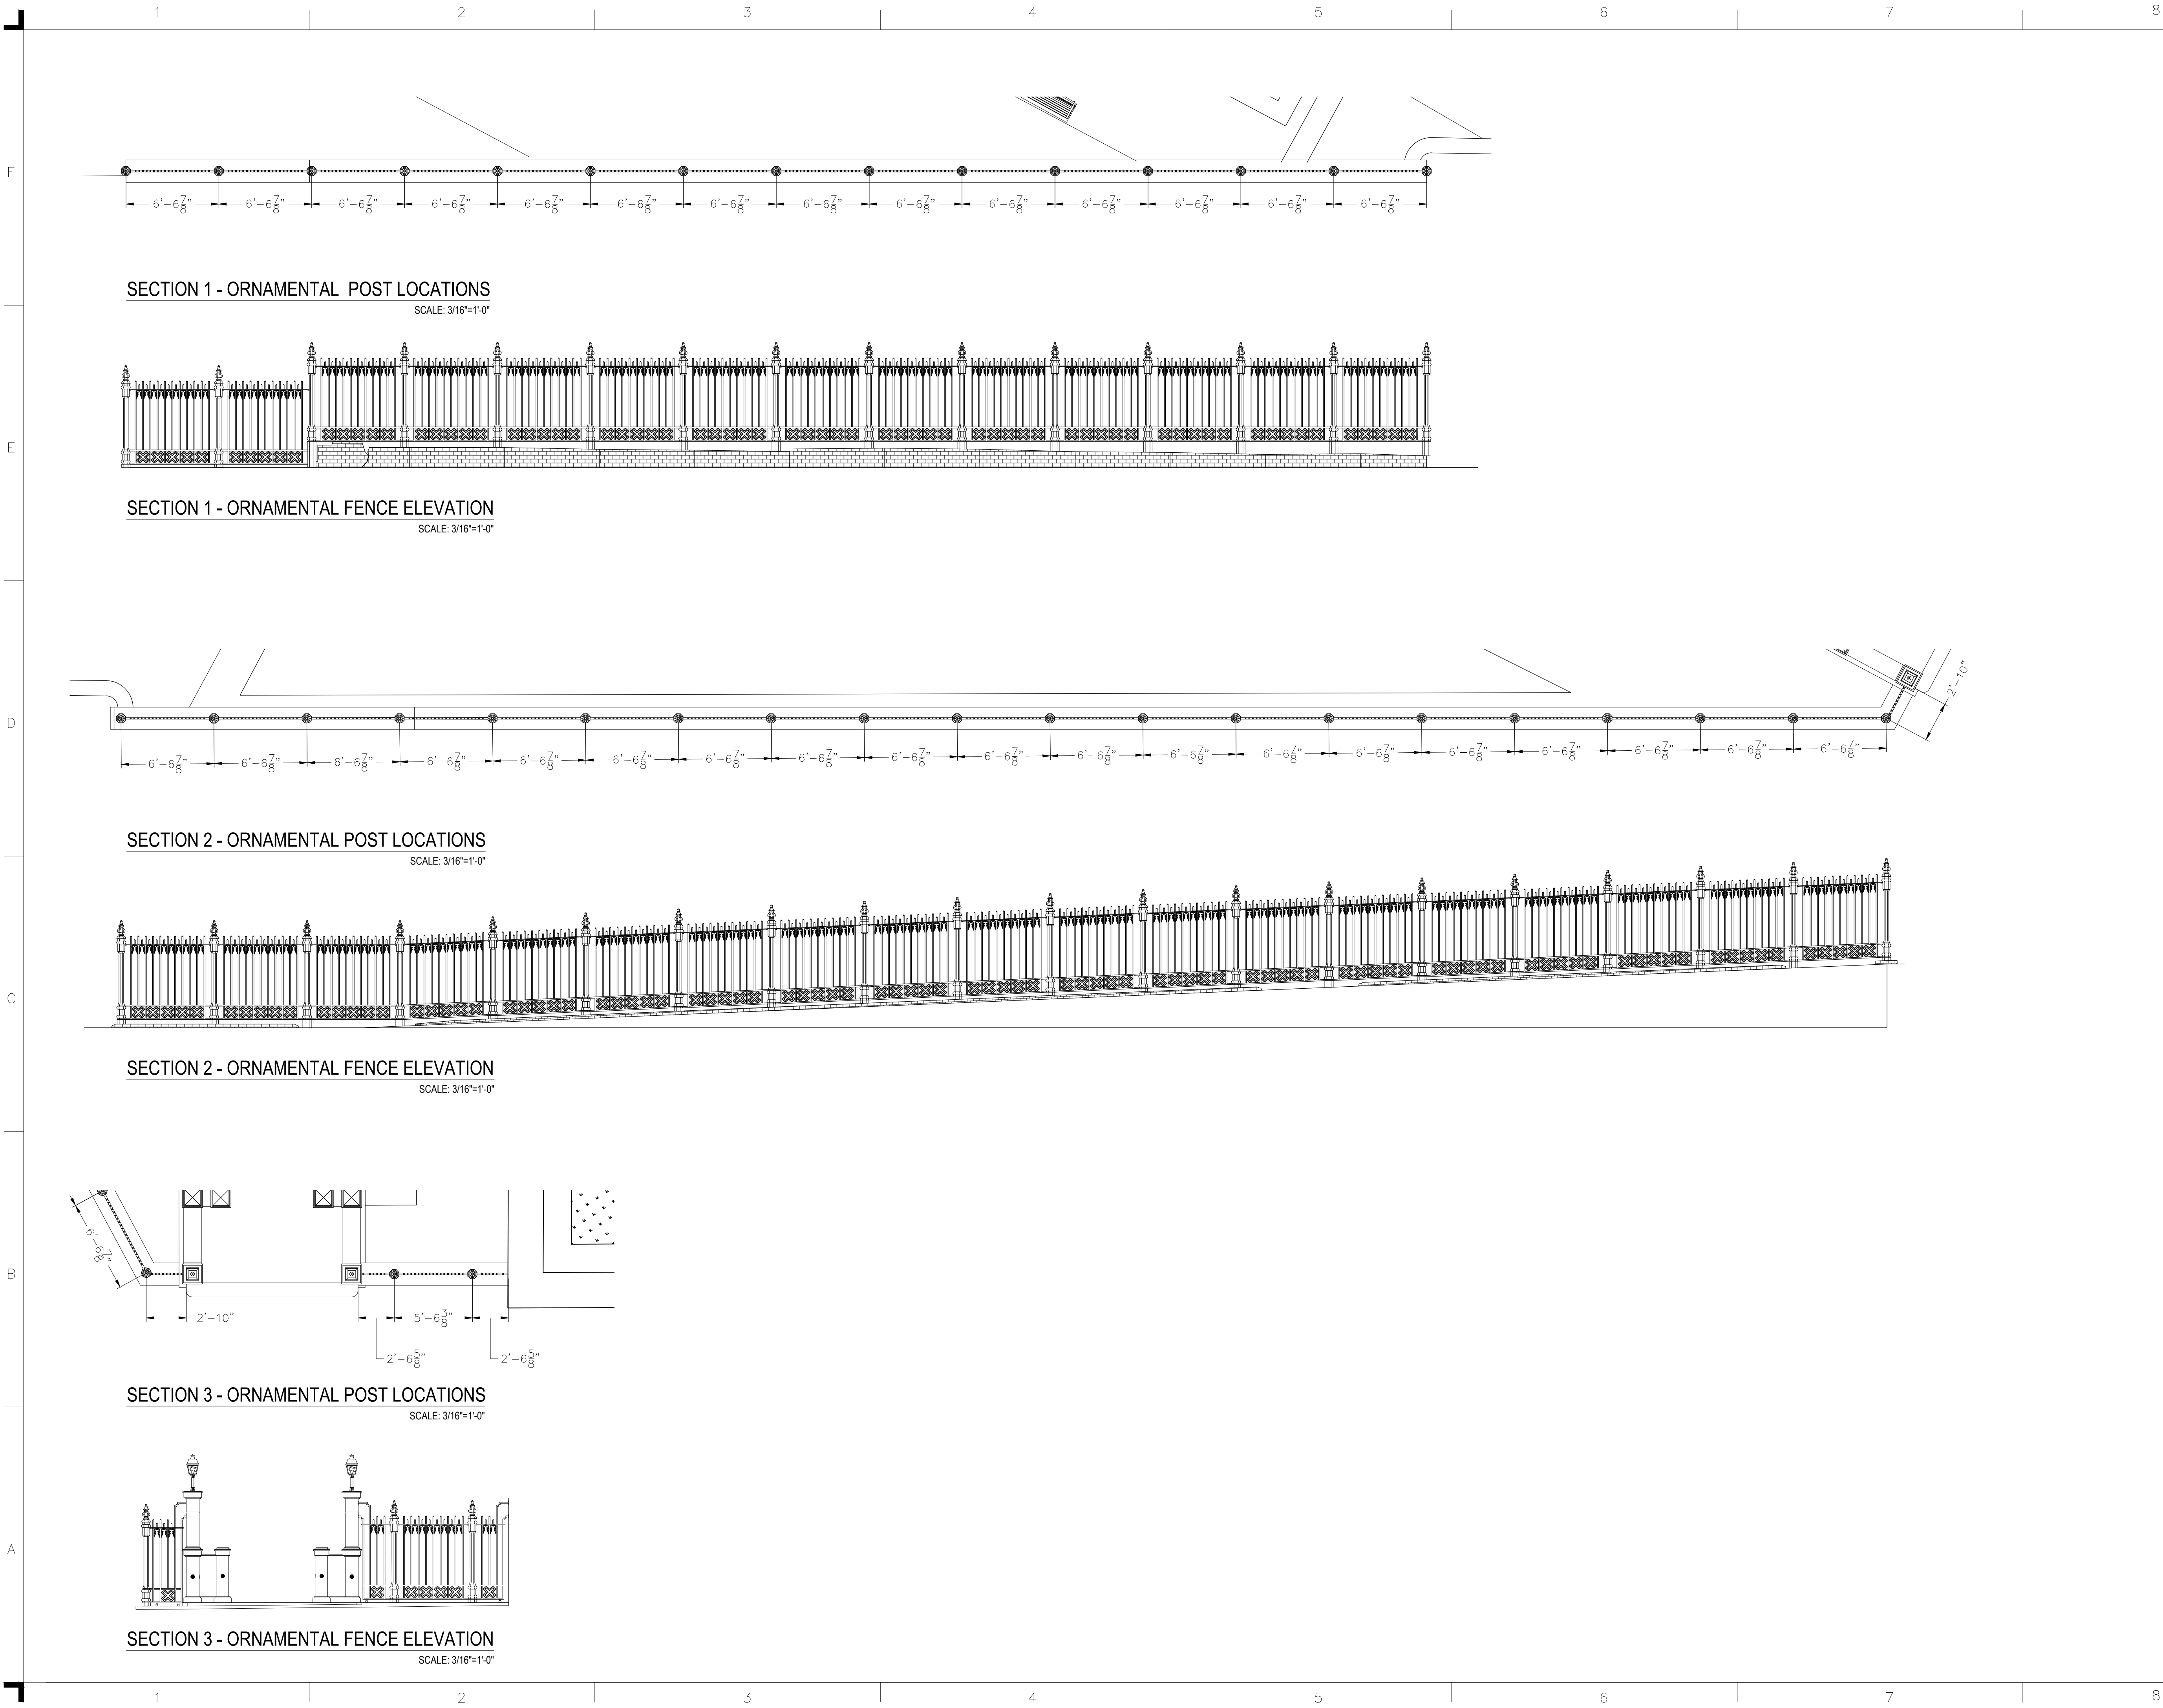 1 2 3 4 5 6 7 8
F
6'-6 7/8" 6'-6 7/8" 6'-6 7/8" 6'-6 7/8" 6'-6 7/8" 6'-6 7/8" 6'-6 7/8" 6'-6 7/8" 6'-6 7/8" 6'-6 7/8" 6'-6 7/8" 6'-6 7/8" 6'-6 7/8" 6'-6 7/8"
SECTION 1 - ORNAMENTAL POST LOCATIONS
SCALE: 3/16"=1'-0"
E
SECTION 1 - ORNAMENTAL FENCE ELEVATION
SCALE: 3/16"=1'-0"
2'-10"
D
6'-6 7/8" 6'-6 7/8" 6'-6 7/8" 6'-6 7/8" 6'-6 7/8" 6'-6 7/8" 6'-6 7/8" 6'-6 7/8" 6'-6 7/8" 6'-6 7/8" 6'-6 7/8" 6'-6 7/8" 6'-6 7/8" 6'-6 7/8" 6'-6 7/8" 6'-6 7/8" 6'-6 7/8" 6'-6 7/8" 6'-6 7/8"
SECTION 2 - ORNAMENTAL POST LOCATIONS
SCALE: 3/16"=1'-0"
C
SECTION 2 - ORNAMENTAL FENCE ELEVATION
SCALE: 3/16"=1'-0"
6'-6 7/8"
B
2'-10" 5'-6 3/8"
2'-6 5/8" 2'-6 5/8"
SECTION 3 - ORNAMENTAL POST LOCATIONS
SCALE: 3/16"=1'-0"
A
SECTION 3 - ORNAMENTAL FENCE ELEVATION
SCALE: 3/16"=1'-0"
1 2 3 4 5 6 7 8